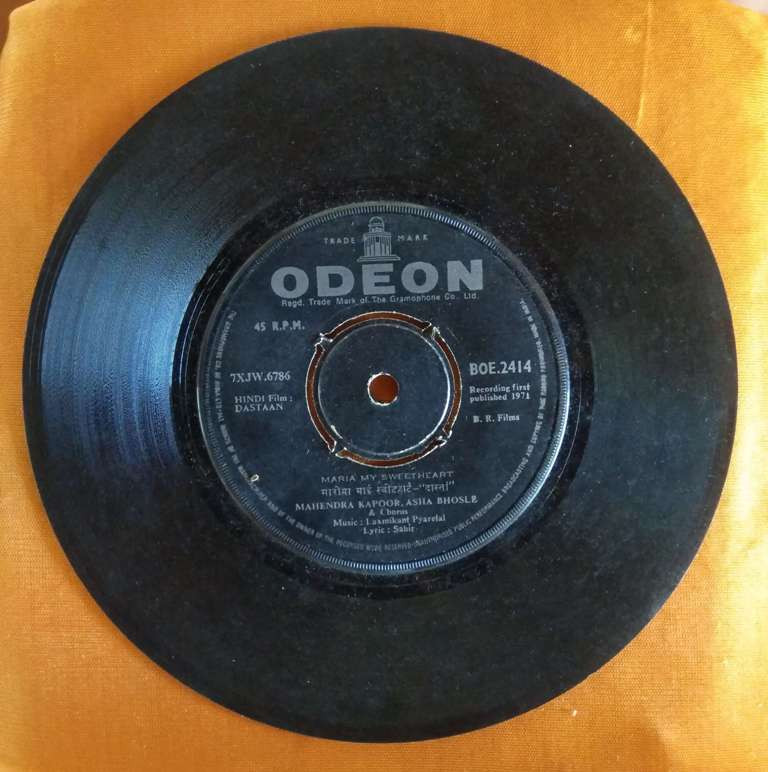 TRADE MARK
ODEON
Regd. Trade Mark of The Gramophone Co. Ltd.
45 R.P.M.
7XJW.6786
BOE.2414
HINDI Film :
DASTAAN
Recording first
published 1971
B. R. Films
MARIA MY SWEETHEART
मारीया माई स्वीटहार्ट-"दास्तां"
MAHENDRA KAPOOR, ASHA BHOSLE
& Chorus
Music : Laxmikant Pyarelal
Lyric : Sahir